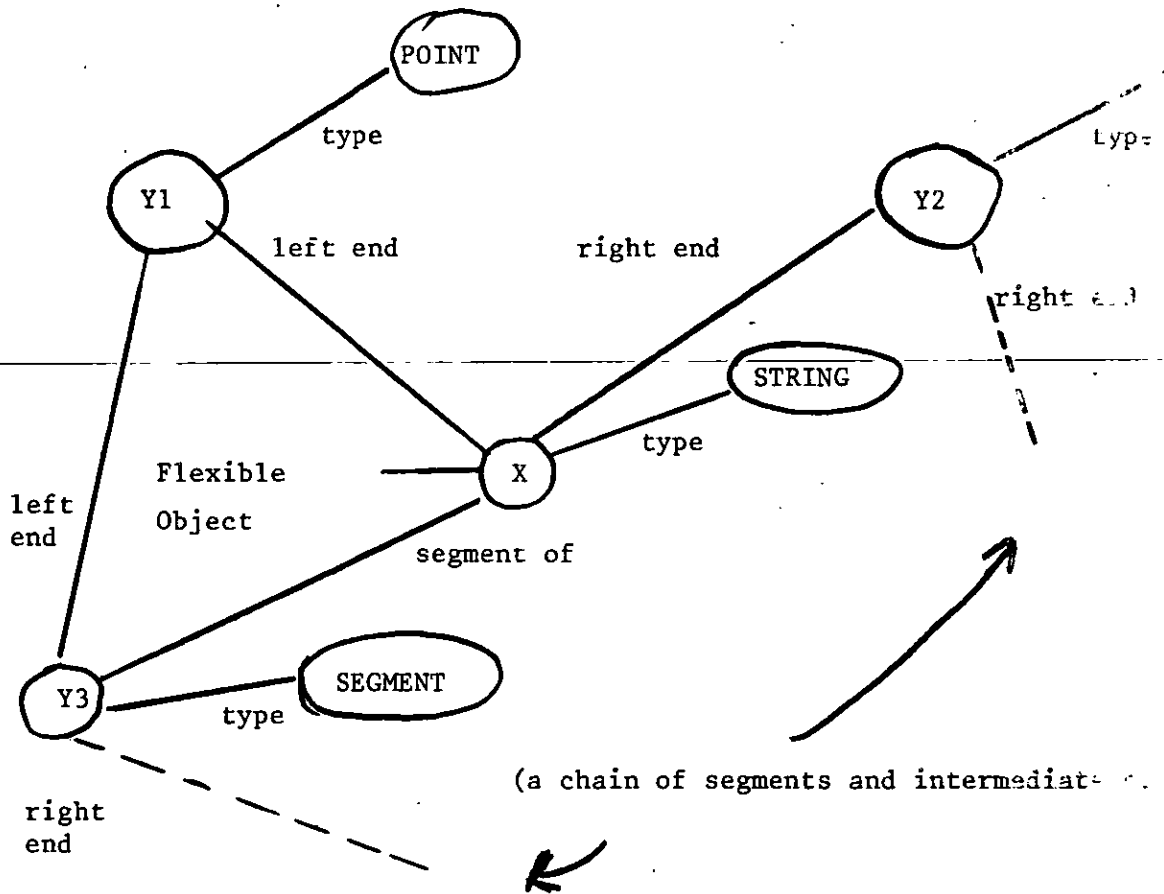 POINT
type
Y1
Y2
left end
right end
right
STRING
type
Flexible
Object
X
left
end
segment of
Y3
SEGMENT
type
(a chain of segments and
right
end